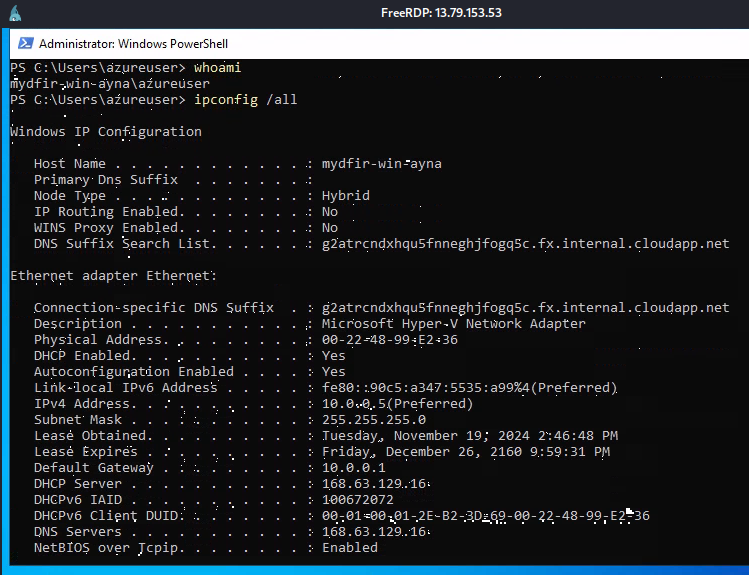 FreeRDP: 13.79.153.53
Administrator: Windows PowerShell
PS C:\Users\azureuser> whoami
mydfir-win-ayna\azureuser
PS C:\Users\azureuser> ipconfig /all
Windows IP Configuration
Host Name . . . . . . . . . . . . : mydfir-win-ayna
Primary Dns Suffix . . . . . . . :
Node Type . . . . . . . . . . . . : Hybrid
IP Routing Enabled. . . . . . . . : No
WINS Proxy Enabled. . . . . . . . : No
DNS Suffix Search List. . . . . . : g2atrcndxhqu5fnneghjfogq5c.fx.internal.cloudapp.net
Ethernet adapter Ethernet:
Connection-specific DNS Suffix . : g2atrcndxhqu5fnneghjfogq5c.fx.internal.cloudapp.net
Description . . . . . . . . . . . : Microsoft Hyper-V Network Adapter
Physical Address. . . . . . . . . : 00-22-48-99-E2-36
DHCP Enabled. . . . . . . . . . . : Yes
Autoconfiguration Enabled . . . . : Yes
Link-local IPv6 Address . . . . . : fe80::90c5:a347:5535:a99%4(Preferred)
IPv4 Address. . . . . . . . . . . : 10.0.0.5(Preferred)
Subnet Mask . . . . . . . . . . . : 255.255.255.0
Lease Obtained. . . . . . . . . . : Tuesday, November 19, 2024 2:46:48 PM
Lease Expires . . . . . . . . . . : Friday, December 26, 2160 9:59:31 PM
Default Gateway . . . . . . . . . : 10.0.0.1
DHCP Server . . . . . . . . . . . : 168.63.129.16
DHCPv6 IAID . . . . . . . . . . . : 100672072
DHCPv6 Client DUID. . . . . . . . : 00-01-00-01-2E-B2-3D-69-00-22-48-99-E2-36
DNS Servers . . . . . . . . . . . : 168.63.129.16
NetBIOS over Tcpip. . . . . . . . : Enabled